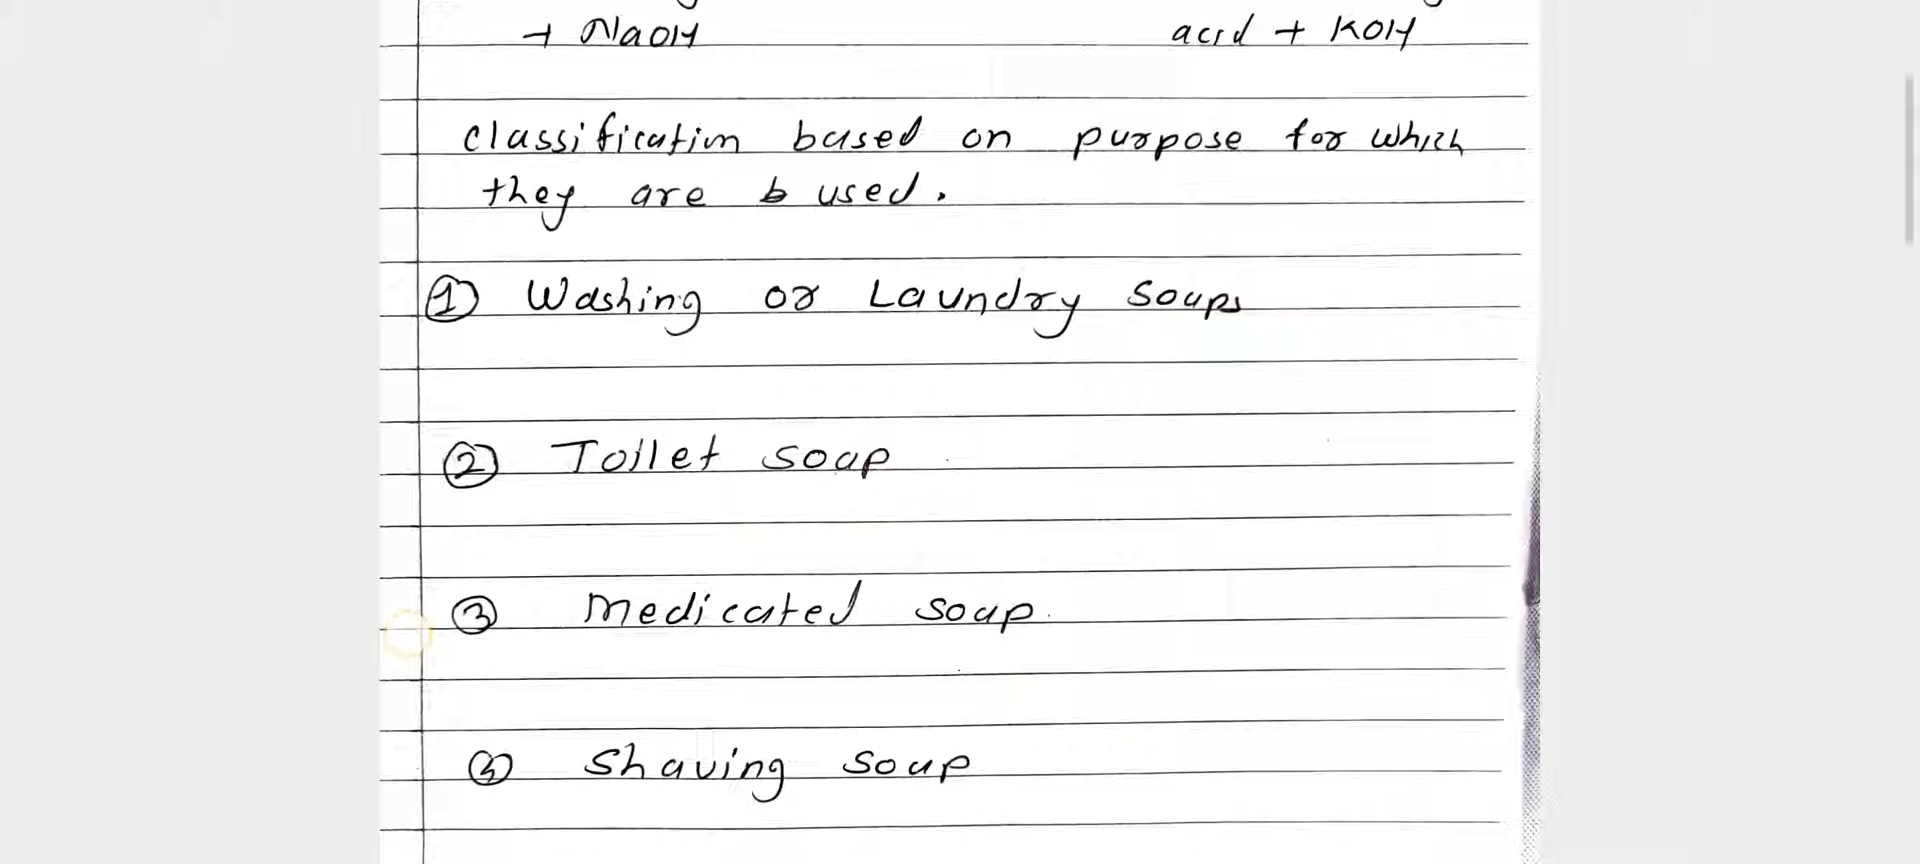 + NaOH acid + KOH
classification based on purpose for which
they are b used.
① Washing or Laundry soaps
② Toilet soap
③ Medicated soap.
④ Shaving soap